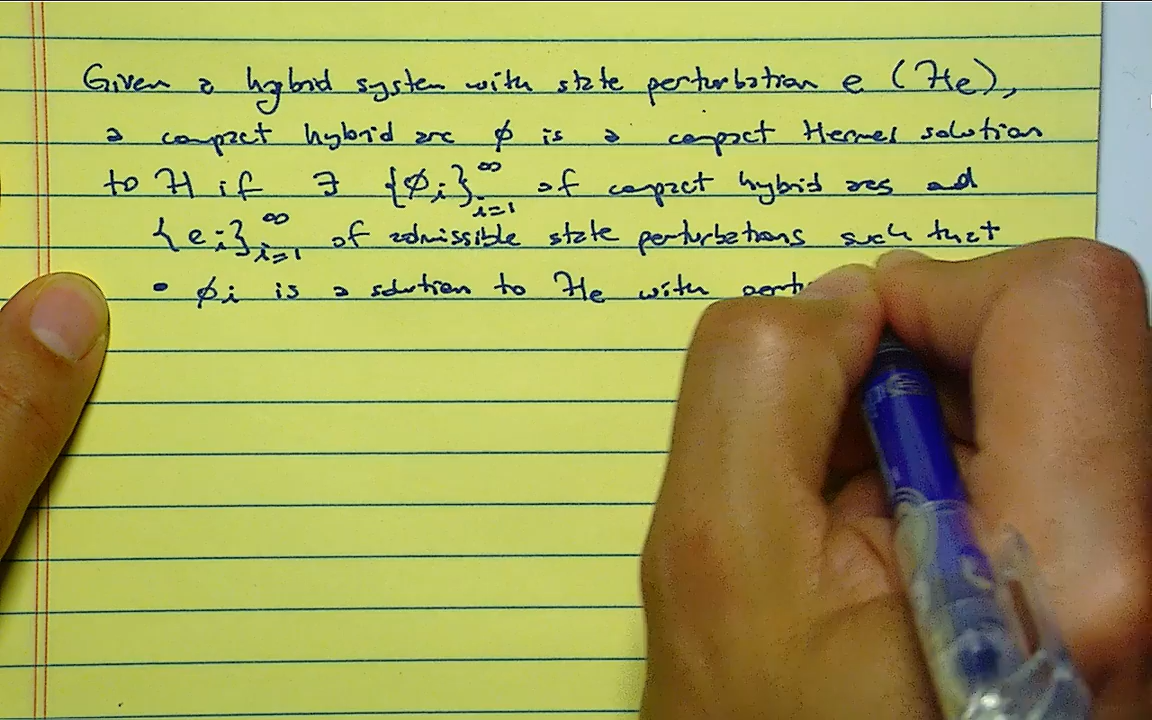 Given a hybrid system with state perturbation e (ℋe),
a compact hybrid arc φ is a compact Hermes solution
to ℋ if ∃ {φi}∞i=1 of compact hybrid arcs and
{ei}∞i=1 of admissible state perturbations such that
• φi is a solution to ℋe with